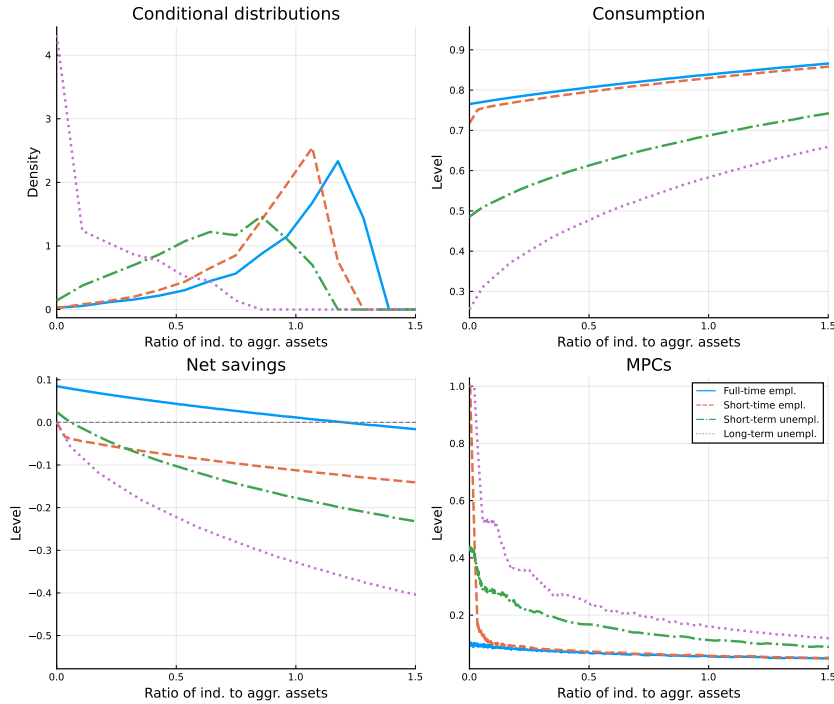 Conditional distributions
Density
4
3
2
1
0
0.0 0.5 1.0 1.5
Ratio of ind. to aggr. assets
Consumption
Level
0.9
0.8
0.7
0.6
0.5
0.4
0.3
0.0 0.5 1.0 1.5
Ratio of ind. to aggr. assets
Net savings
Level
0.1
0.0
−0.1
−0.2
−0.3
−0.4
−0.5
0.0 0.5 1.0 1.5
Ratio of ind. to aggr. assets
MPCs
Level
1.0
0.8
0.6
0.4
0.2
Full-time empl.
Short-time empl.
Short-term unempl.
Long-term unempl.
0.0 0.5 1.0 1.5
Ratio of ind. to aggr. assets